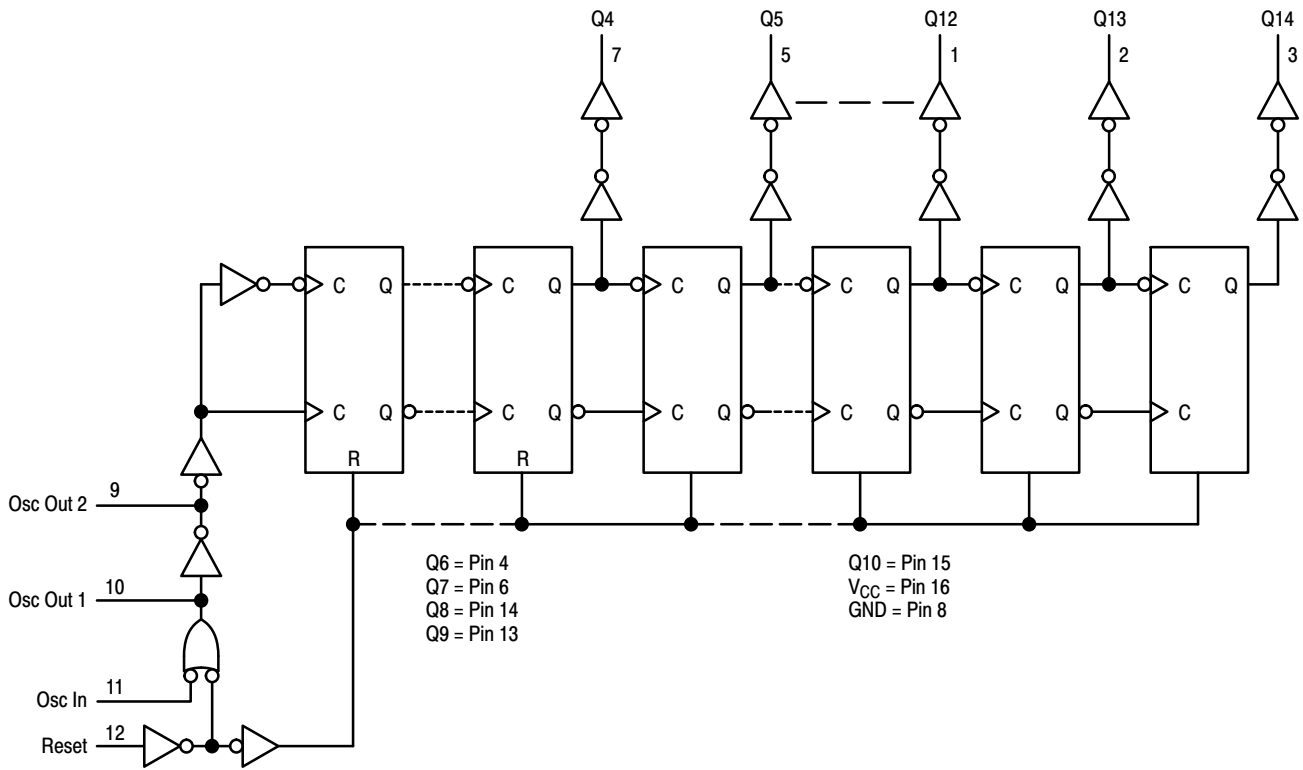 Q4 Q5 Q12 Q13 Q14
7 5 1 2 3
C Q C Q C Q C Q C Q C Q
C Q C Q C Q C Q C Q C
R R
Osc Out 2 9
Osc Out 1 10
Osc In 11
Reset 12
Q6 = Pin 4
Q7 = Pin 6
Q8 = Pin 14
Q9 = Pin 13
Q10 = Pin 15
VCC = Pin 16
GND = Pin 8